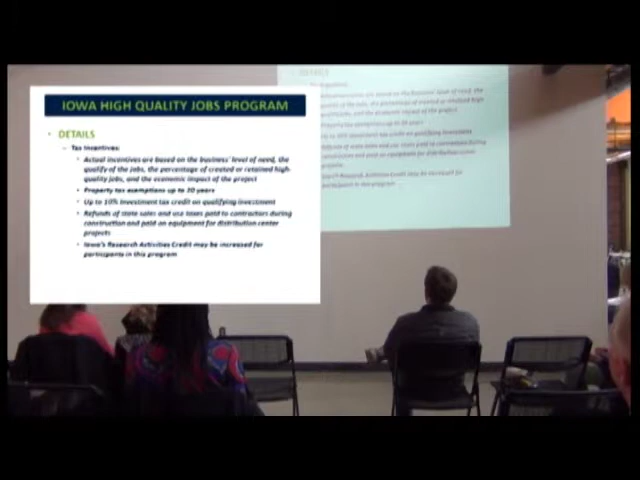 IOWA HIGH QUALITY JOBS PROGRAM
• DETAILS
– Tax Incentives:
• Actual incentives are based on the business' level of need, the
quality of the jobs, the percentage of created or retained high-
quality jobs, and the economic impact of the project
• Property tax exemptions up to 20 years
• Up to 10% investment tax credit on qualifying investment
• Refunds of state sales and use taxes paid to contractors during
construction and paid on equipment for distribution center
projects
• Iowa's Research Activities Credit may be increased for
participants in this program